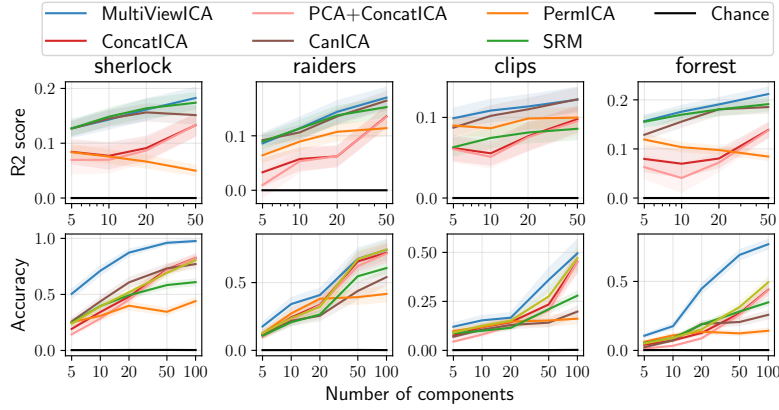 MultiViewICA PCA+ConcatICA PermICA Chance
ConcatICA CanICA SRM
sherlock raiders clips forrest
R2 score
0.2 0.1 0.0
5 10 20 50
0.1 0.0
5 10 20 50
0.1 0.0
5 10 20 50
0.2 0.1 0.0
5 10 20 50
Accuracy
1.0 0.5 0.0
5 10 20 50 100
0.5 0.0
5 10 20 50 100
0.50 0.25 0.00
5 10 20 50 100
0.5 0.0
5 10 20 50 100
Number of components